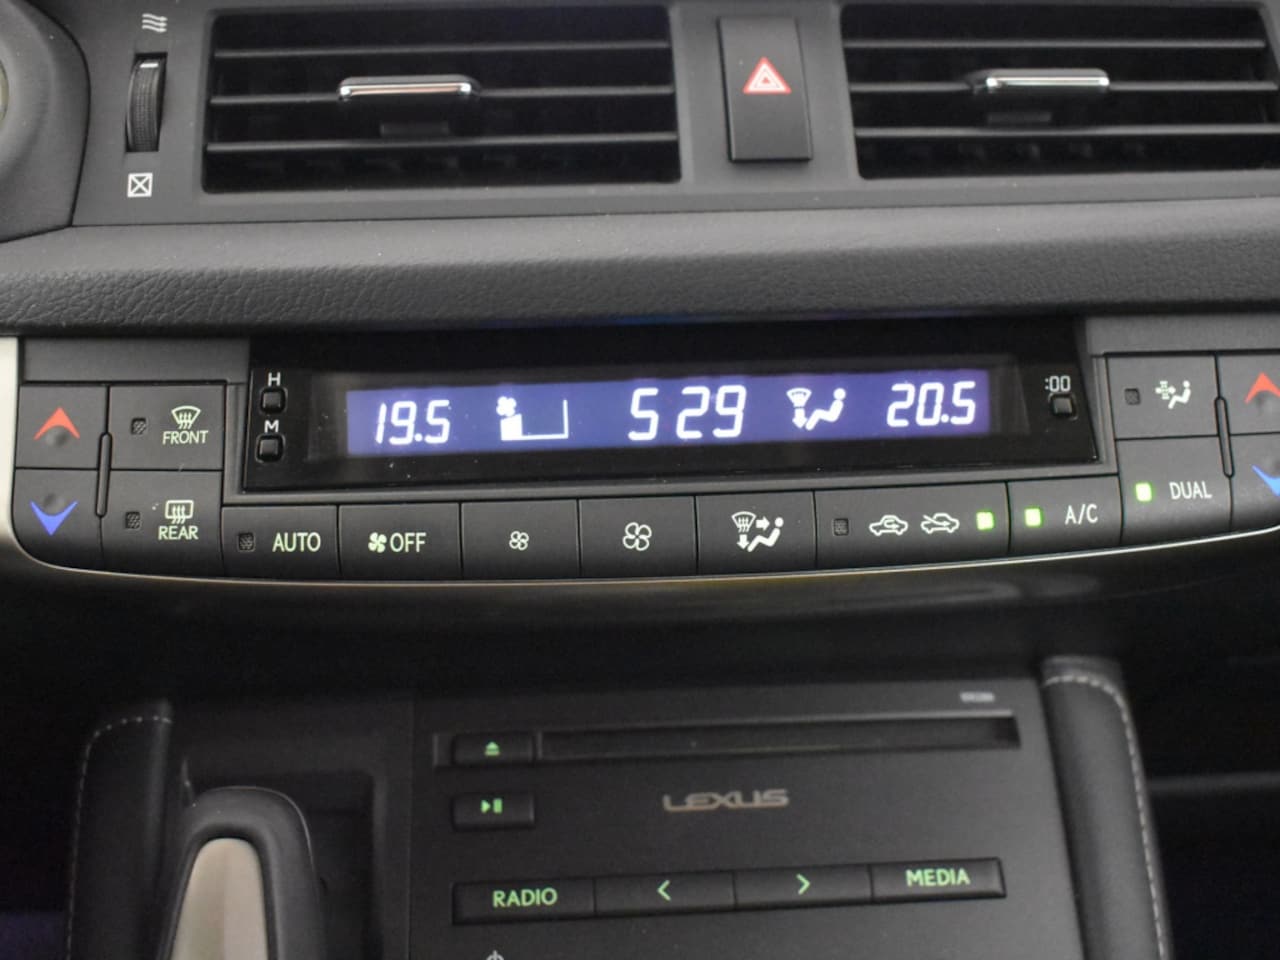 H
M
19.5
5 29
20.5
:00
FRONT
REAR
AUTO
OFF
A/C
DUAL
LEXUS
RADIO
<
>
MEDIA